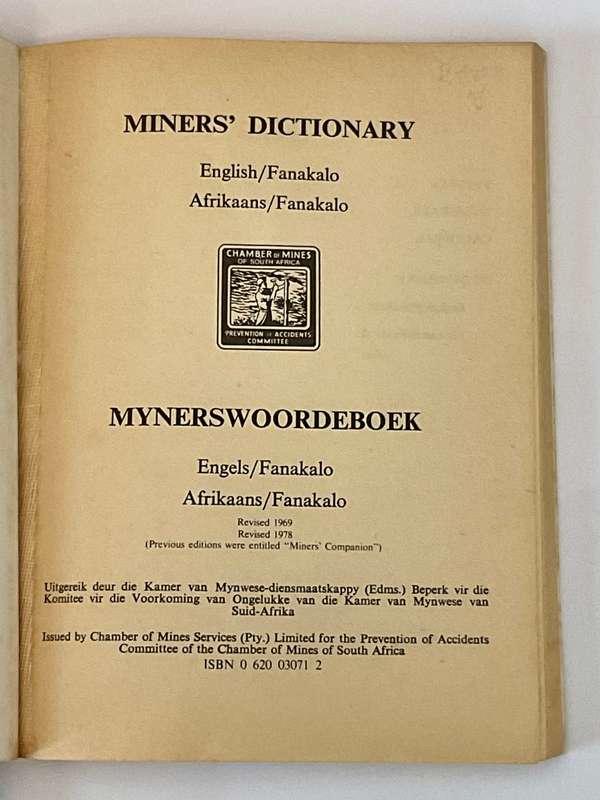 MINERS' DICTIONARY
English/Fanakalo
Afrikaans/Fanakalo
CHAMBER OF MINES
OF SOUTH AFRICA
PREVENTION OF ACCIDENTS
COMMITTEE
MYNERSWOORDEBOEK
Engels/Fanakalo
Afrikaans/Fanakalo
Revised 1969
Revised 1978
(Previous editions were entitled "Miners' Companion")
Uitgereik deur die Kamer van Mynwese-diensmaatskappy (Edms.) Beperk vir die
Komitee vir die Voorkoming van Ongelukke van die Kamer van Mynwese van
Suid-Afrika
Issued by Chamber of Mines Services (Pty.) Limited for the Prevention of Accidents
Committee of the Chamber of Mines of South Africa
ISBN 0 620 03071 2